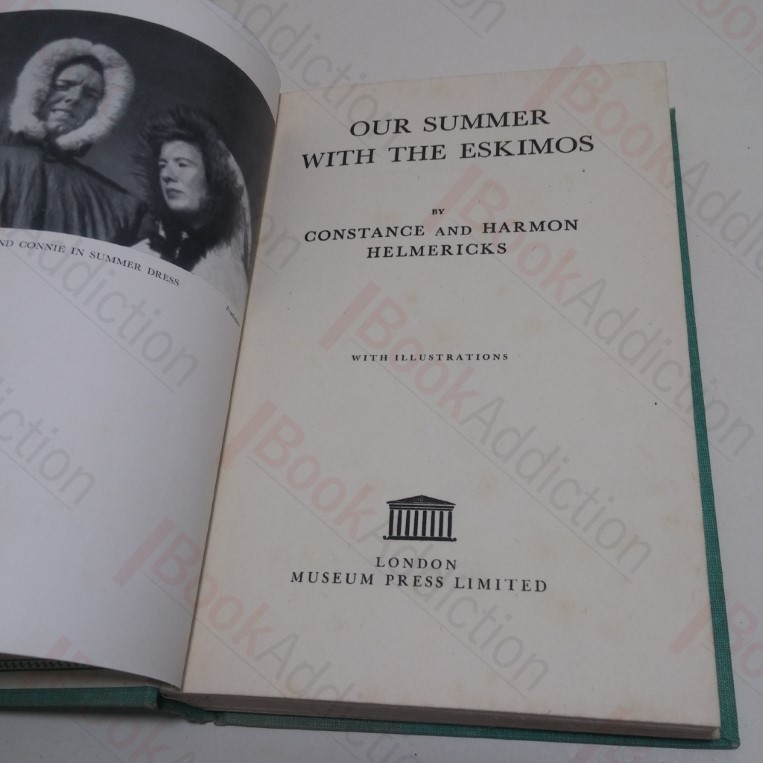 ND CONNIE IN SUMMER DRESS
OUR SUMMER
WITH THE ESKIMOS
BY
CONSTANCE AND HARMON
HELMERICKS
WITH ILLUSTRATIONS
LONDON
MUSEUM PRESS LIMITED
BookAddiction